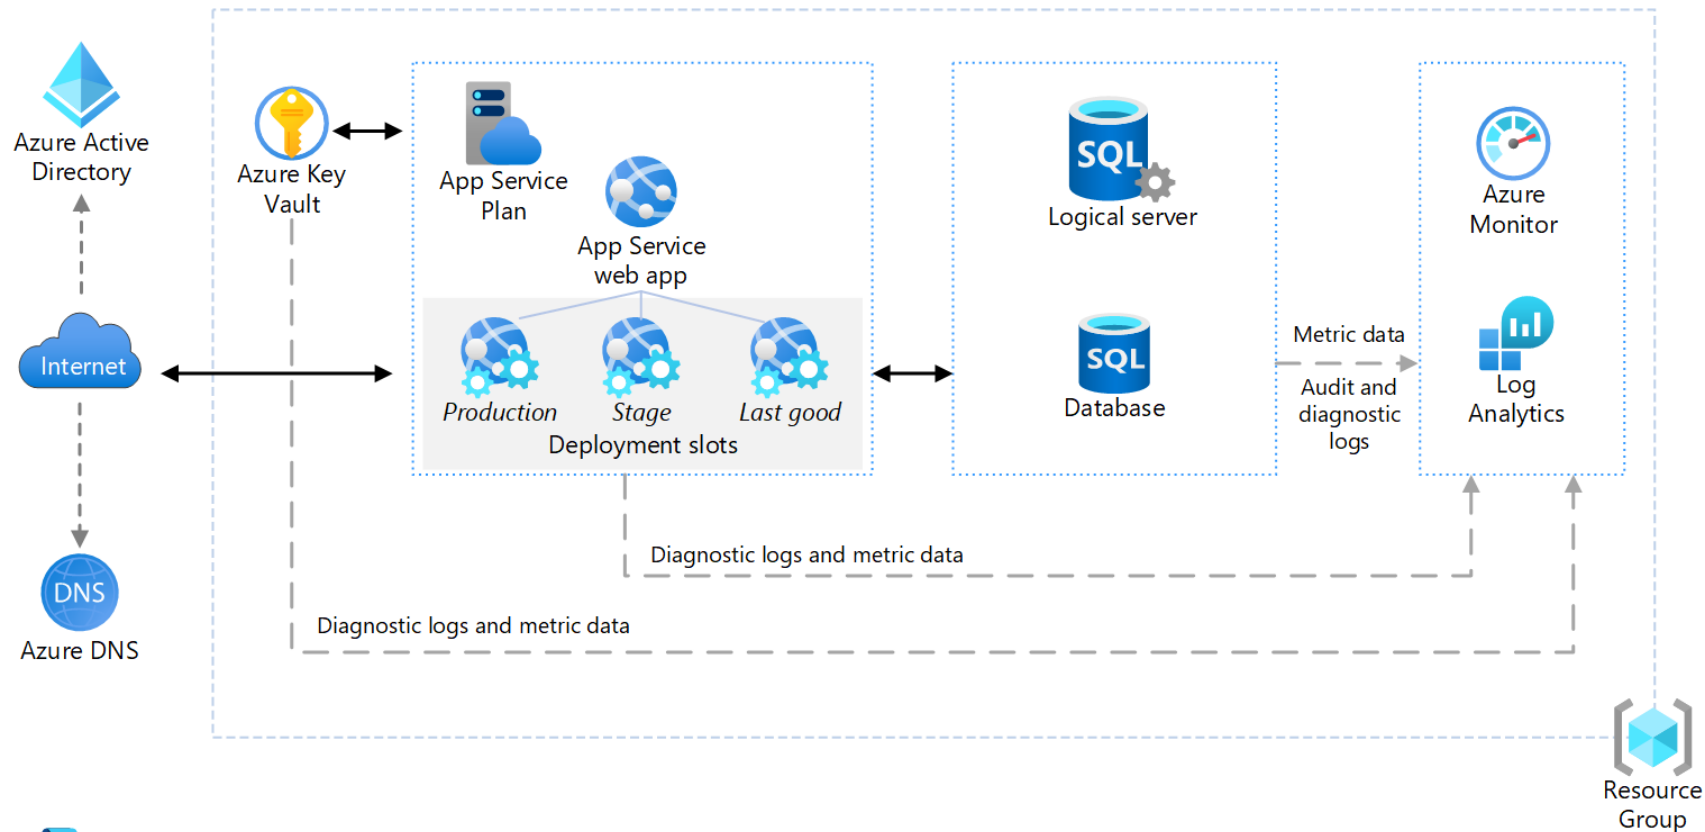 Azure Active
Directory
Internet
DNS
Azure DNS
Azure Key
Vault
App Service
Plan
App Service
web app
Production
Stage
Last good
Deployment slots
SQL
Logical server
SQL
Database
Metric data
Audit and
diagnostic
logs
Azure
Monitor
Log
Analytics
Diagnostic logs and metric data
Diagnostic logs and metric data
Resource
Group